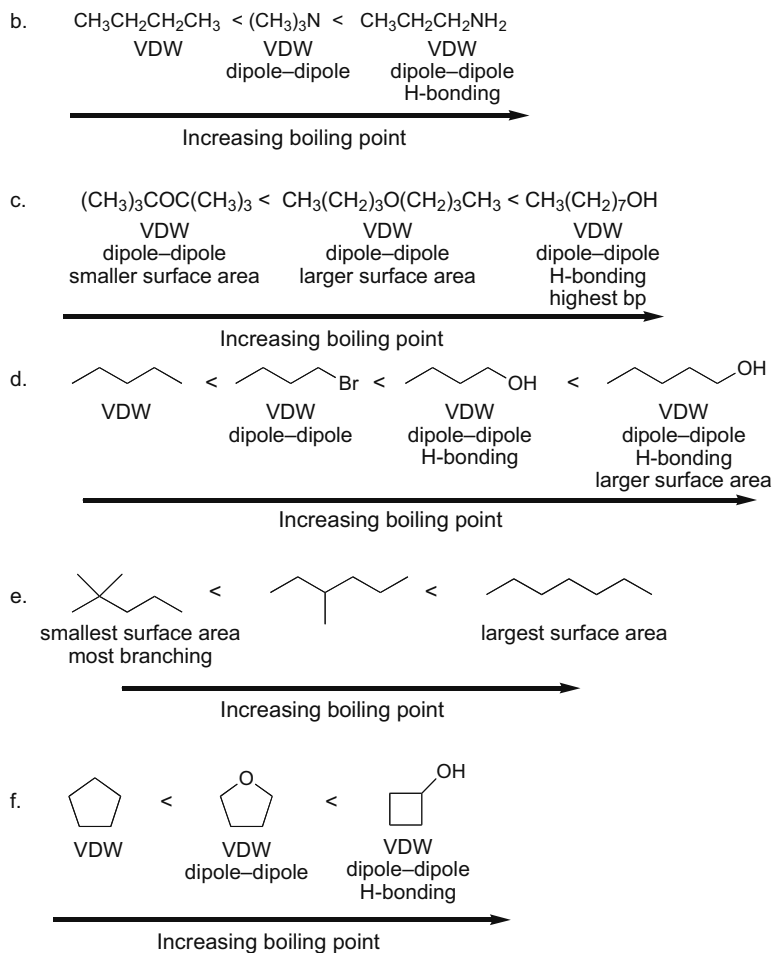 b. CH₃CH₂CH₂CH₃ < (CH₃)₃N < CH₃CH₂CH₂NH₂
VDW VDW VDW
dipole–dipole dipole–dipole
H-bonding
Increasing boiling point
c. (CH₃)₃COC(CH₃)₃ < CH₃(CH₂)₃O(CH₂)₃CH₃ < CH₃(CH₂)₇OH
VDW VDW VDW
dipole–dipole dipole–dipole dipole–dipole
smaller surface area larger surface area H-bonding
highest bp
Increasing boiling point
d. < Br < OH < OH
VDW VDW VDW VDW
dipole–dipole dipole–dipole dipole–dipole
H-bonding H-bonding
larger surface area
Increasing boiling point
e. < <
smallest surface area largest surface area
most branching
Increasing boiling point
f. < O < OH
VDW VDW VDW
dipole–dipole dipole–dipole
H-bonding
Increasing boiling point